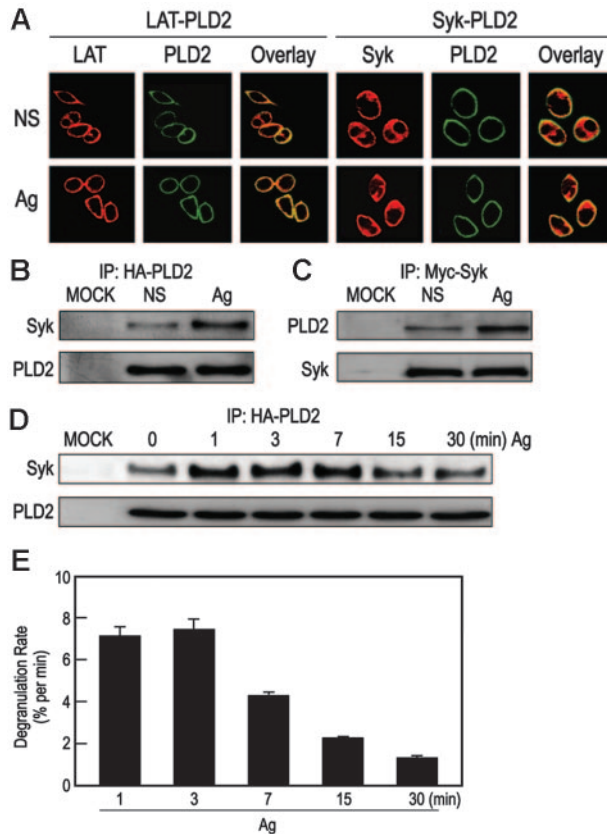 A
LAT-PLD2 Syk-PLD2
LAT PLD2 Overlay Syk PLD2 Overlay
NS
Ag
B
IP: HA-PLD2
MOCK NS Ag
Syk
PLD2
C
IP: Myc-Syk
MOCK NS Ag
PLD2
Syk
D
IP: HA-PLD2
MOCK 0 1 3 7 15 30 (min) Ag
Syk
PLD2
E
Degranulation Rate
(% per min)
10
8
6
4
2
0
1 3 7 15 30 (min)
Ag